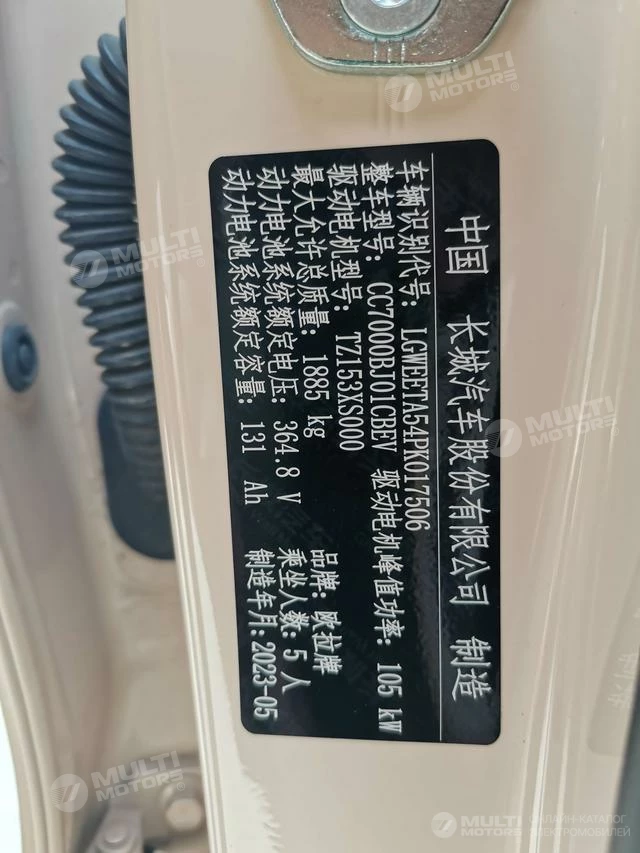 中国 长城汽车股份有限公司 制造
车辆识别代号: LGWEETA54PK017506
整车型号: CC7000BJ01CBEV 驱动电机峰值功率: 105 kW
驱动电机型号: TZ153XS000 品牌: 欧拉牌
最大允许总质量: 1885 kg 乘坐人数: 5 人
动力电池系统额定电压: 364.8 V 制造年月: 2023-05
动力电池系统额定容量: 131 Ah
MULTI MOTORS®
MULTI MOTORS®
MULTI MOTORS®
MULTI MOTORS®
MULTI MOTORS ОНЛАЙН-КАТАЛОГ ЭЛЕКТРОМОБИЛЕЙ